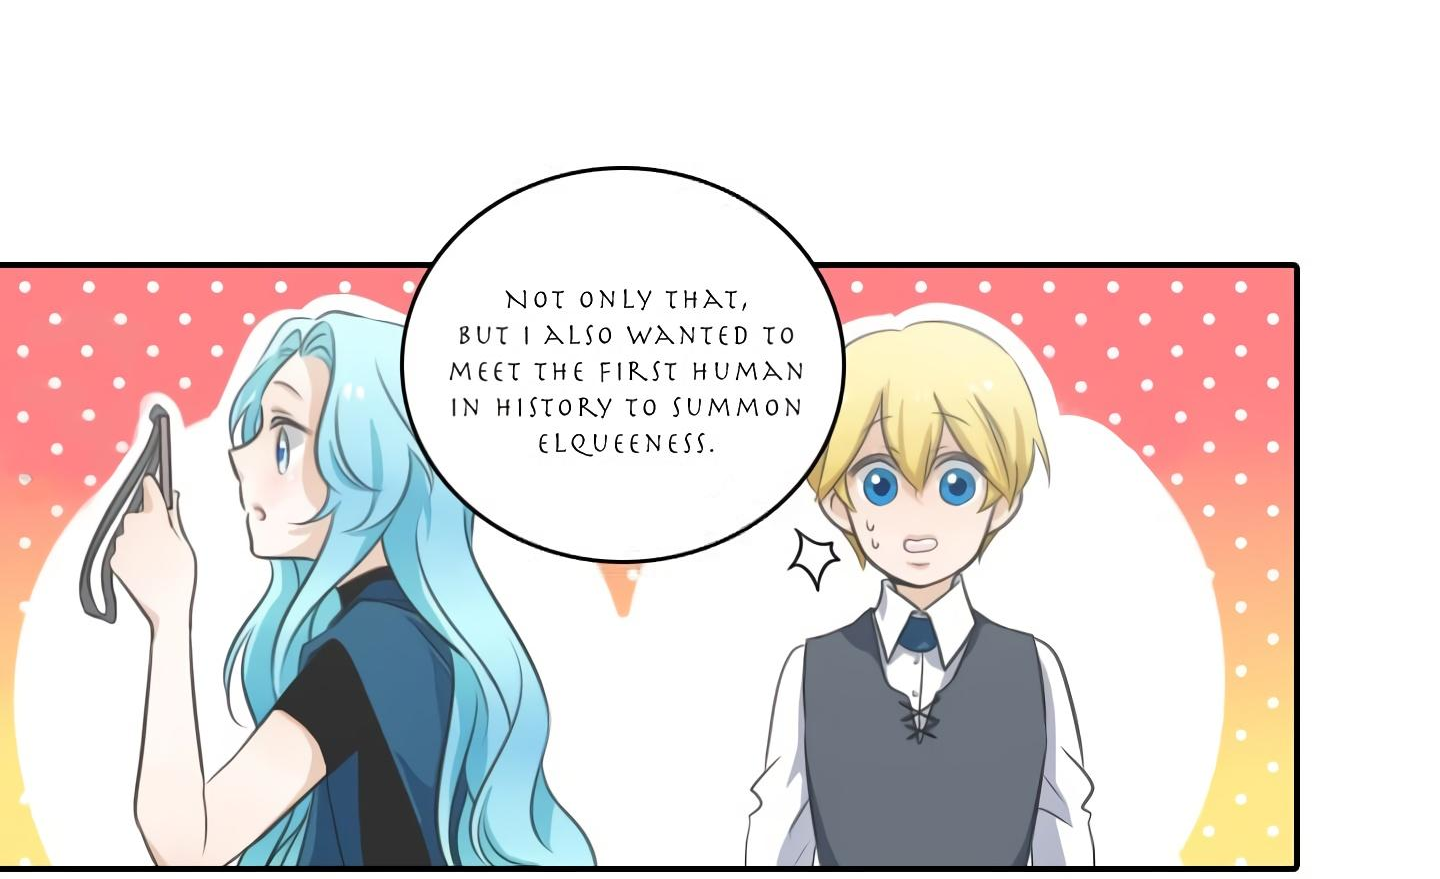 NOT ONLY THAT,
BUT I ALSO WANTED TO
MEET THE FIRST HUMAN
IN HISTORY TO SUMMON
ELQUEENESS.